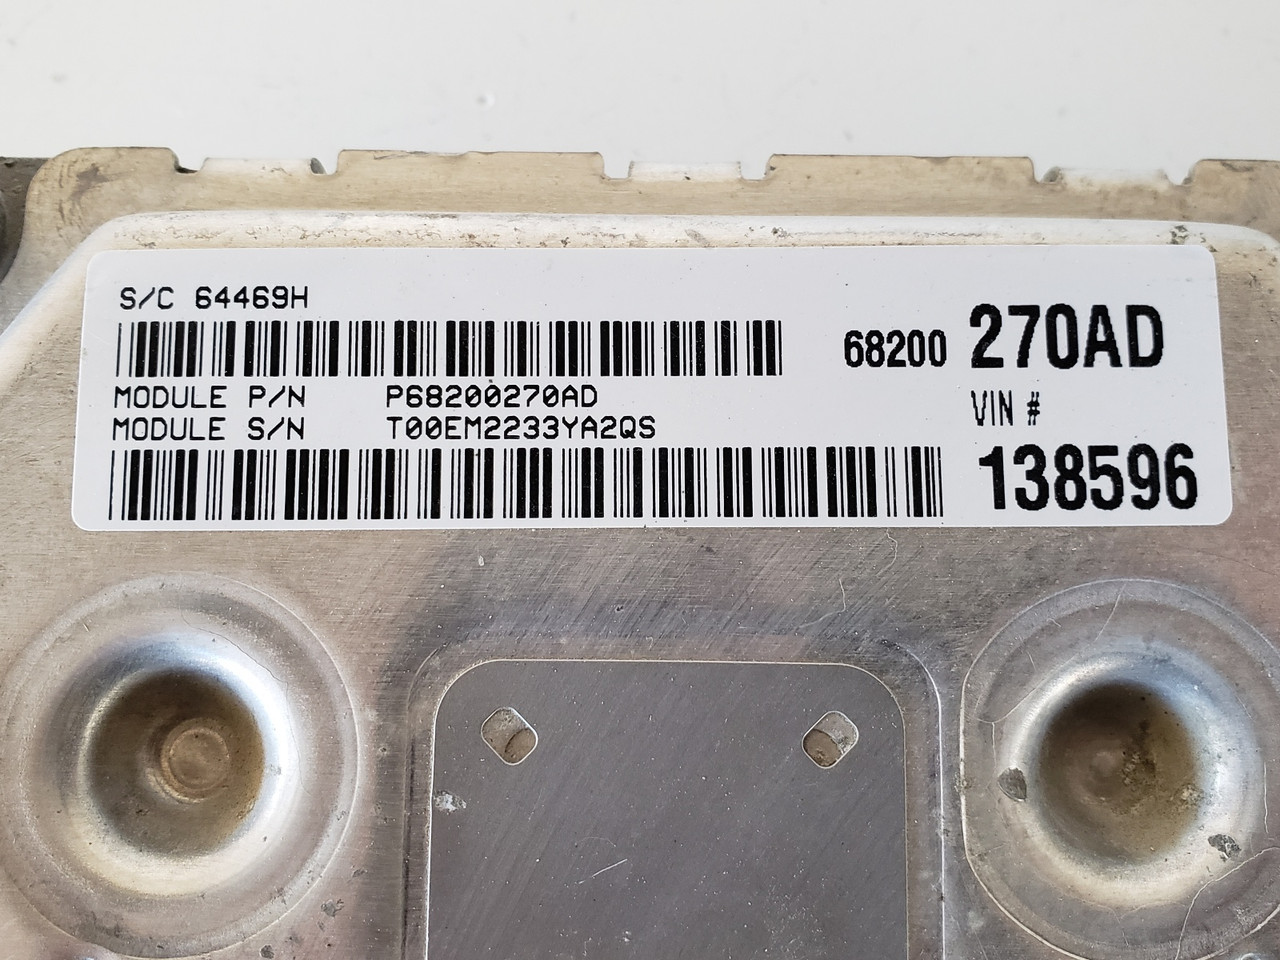 S/C 64469H
68200 270AD
MODULE P/N P68200270AD
VIN #
MODULE S/N T00EM2233YA2QS
138596